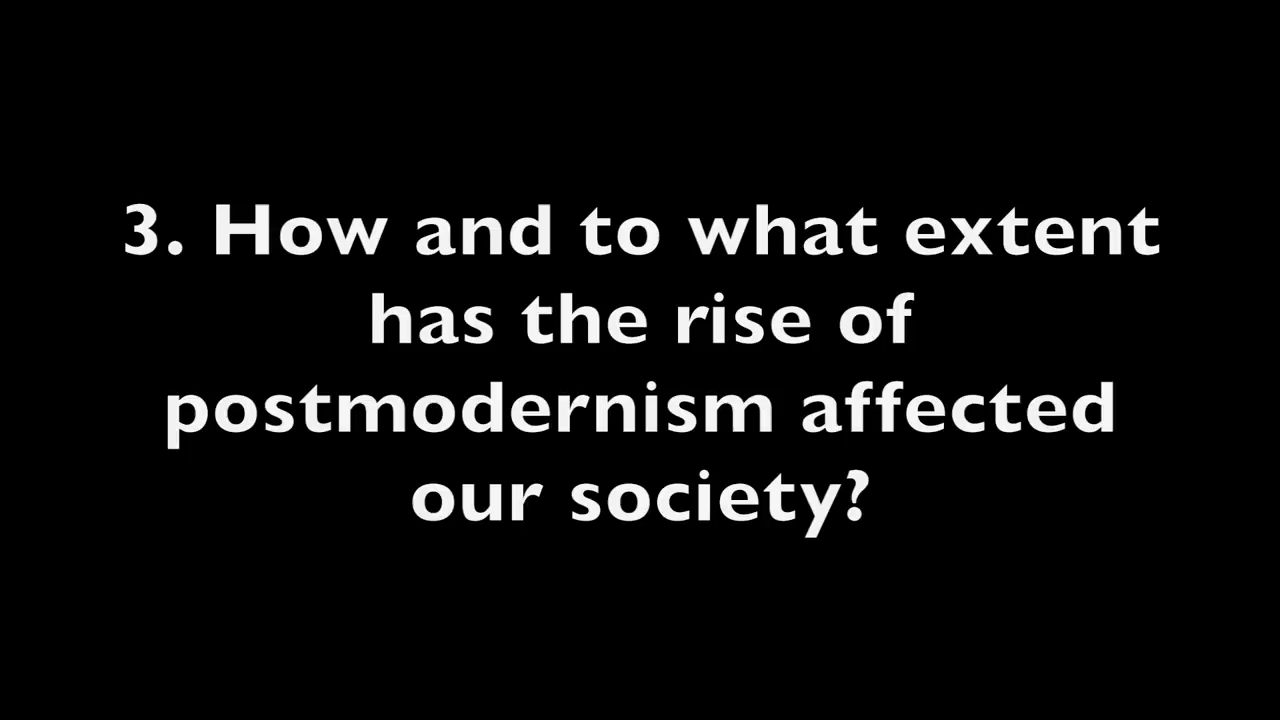 3. How and to what extent
has the rise of
postmodernism affected
our society?